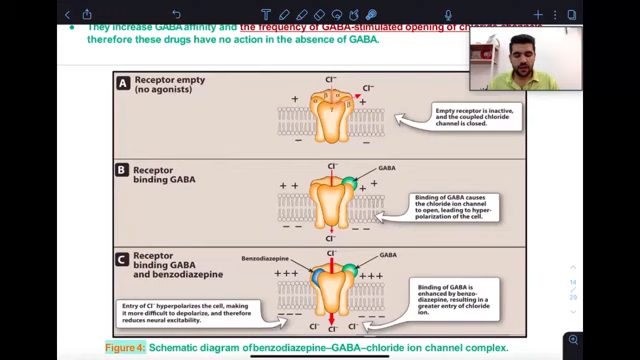 They increase GABA affinity and the frequency of GABA-stimulated opening of chloride channels
therefore these drugs have no action in the absence of GABA.
A Receptor empty
(no agonists)
Cl⁻
Cl⁻
+ +
α β α β γ
− −
Empty receptor is inactive,
and the coupled chloride
channel is closed.
B Receptor
binding GABA
Cl⁻
GABA
+ + + +
Binding of GABA causes
the chloride ion channel
to open, leading to hyper-
polarization of the cell.
− − − −
Cl⁻
C Receptor
binding GABA
and benzodiazepine
Benzodiazepine
Cl⁻
GABA
+++ +++
Entry of Cl⁻ hyperpolarizes the cell, making
it more difficult to depolarize, and therefore
reduces neural excitability.
Binding of GABA is
enhanced by benzo-
diazepine, resulting in a
greater entry of chloride
ion.
− − − − − −
Cl⁻ Cl⁻ Cl⁻
Figure 4: Schematic diagram of benzodiazepine–GABA–chloride ion channel complex.
14
29